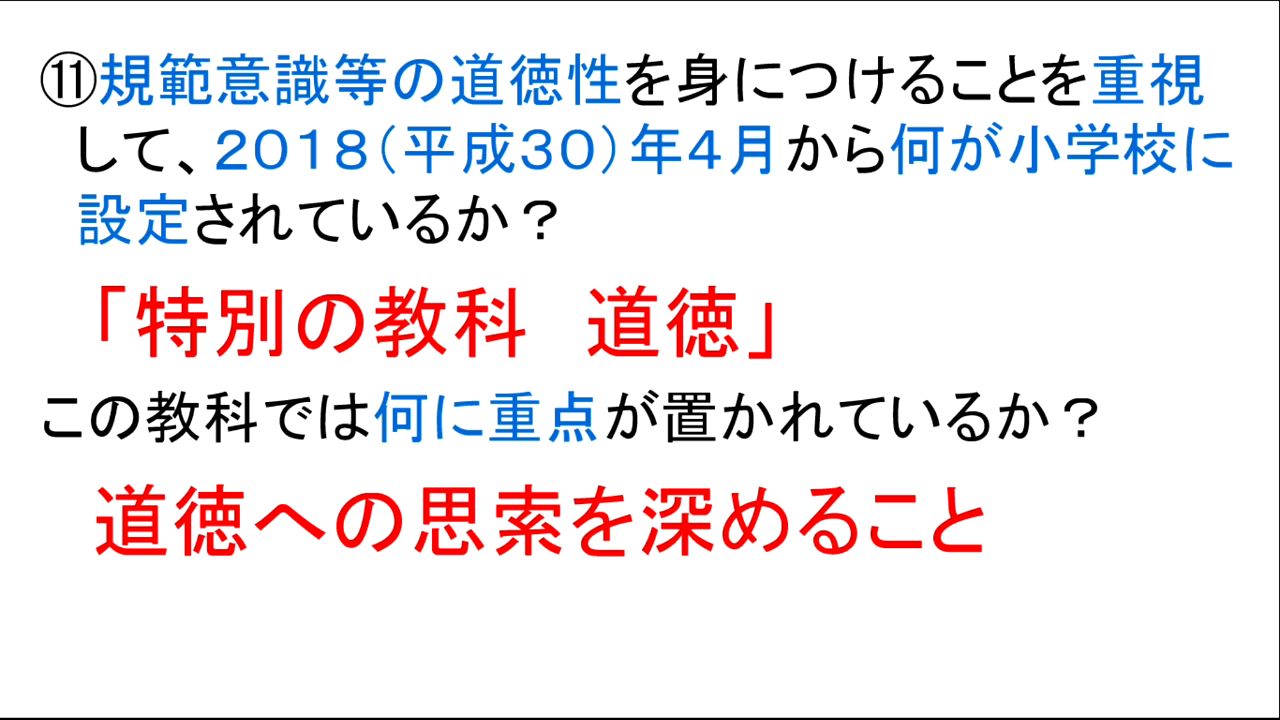 ⑪規範意識等の道徳性を身につけることを重視
して、2018（平成30）年4月から何が小学校に
設定されているか？
「特別の教科　道徳」
この教科では何に重点が置かれているか？
道徳への思索を深めること